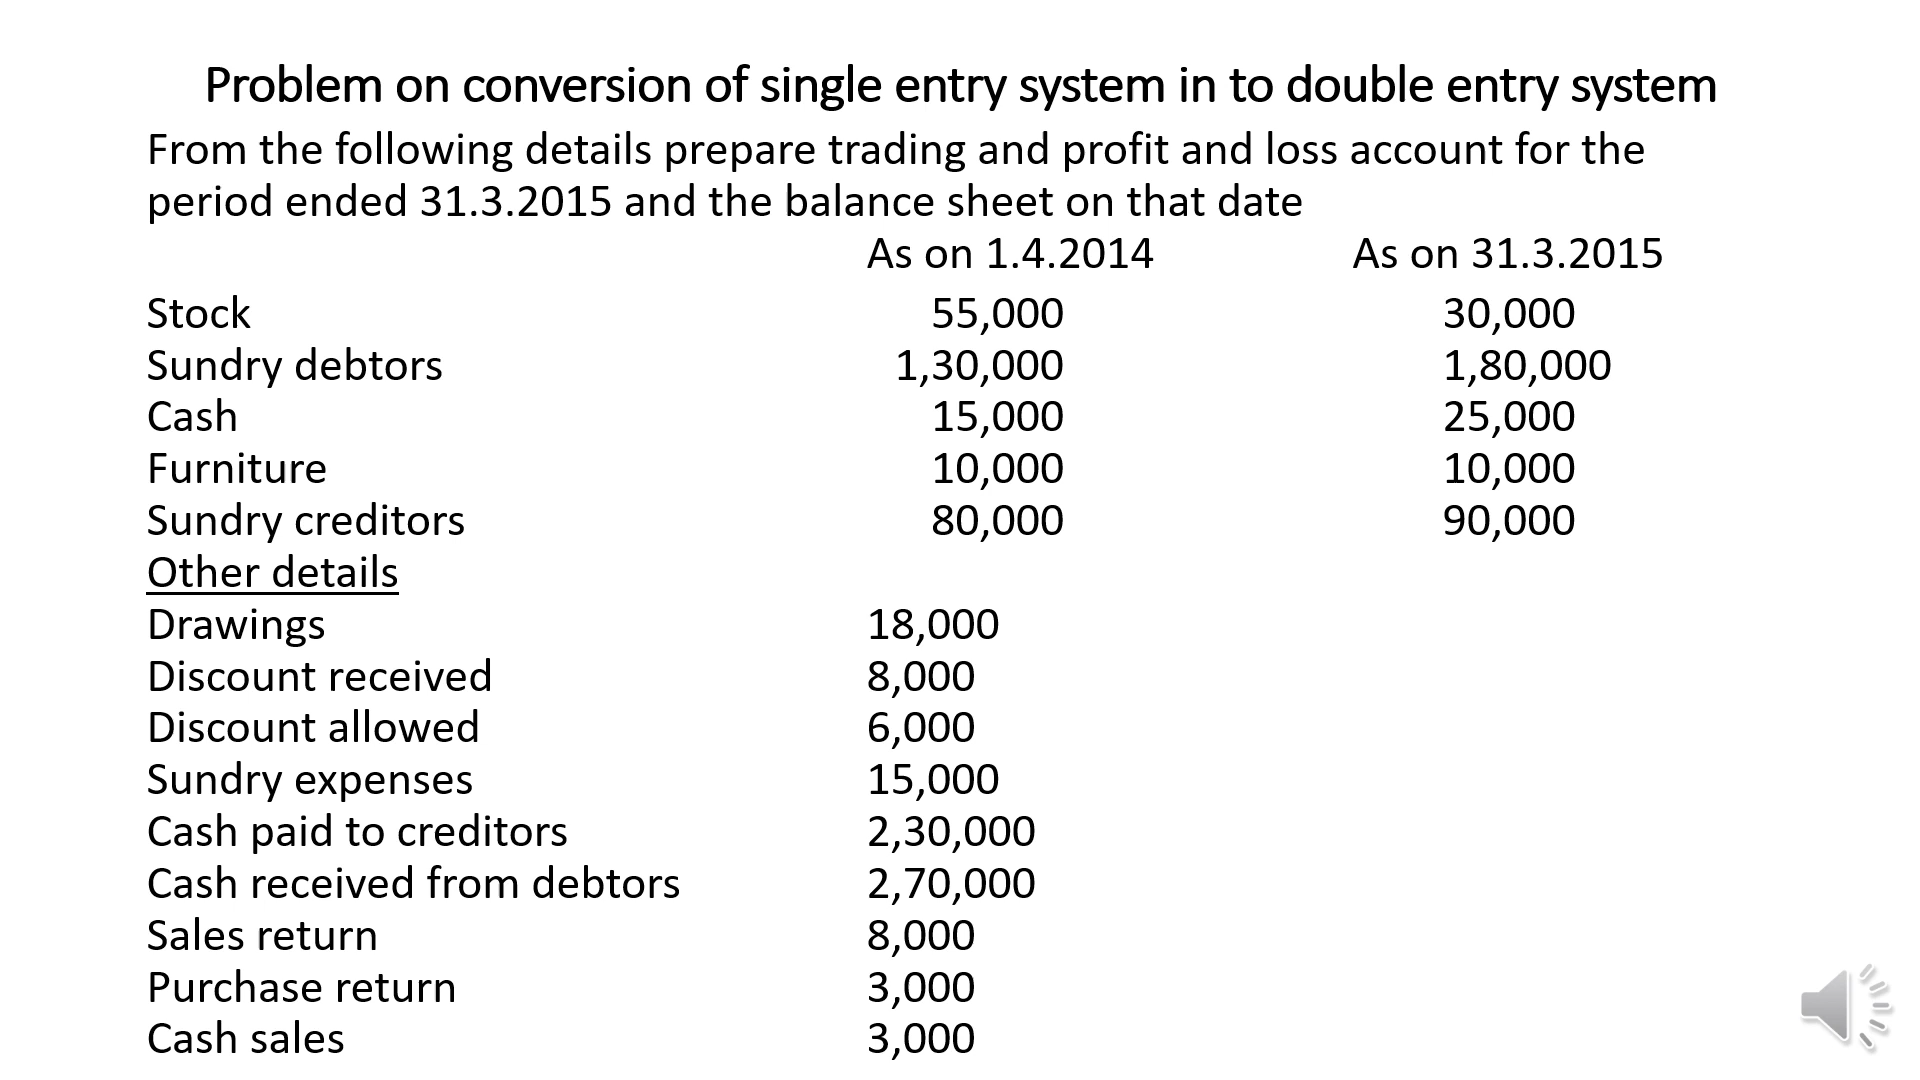 Problem on conversion of single entry system in to double entry system
From the following details prepare trading and profit and loss account for the
period ended 31.3.2015 and the balance sheet on that date
As on 1.4.2014 As on 31.3.2015
Stock 55,000 30,000
Sundry debtors 1,30,000 1,80,000
Cash 15,000 25,000
Furniture 10,000 10,000
Sundry creditors 80,000 90,000
Other details
Drawings 18,000
Discount received 8,000
Discount allowed 6,000
Sundry expenses 15,000
Cash paid to creditors 2,30,000
Cash received from debtors 2,70,000
Sales return 8,000
Purchase return 3,000
Cash sales 3,000